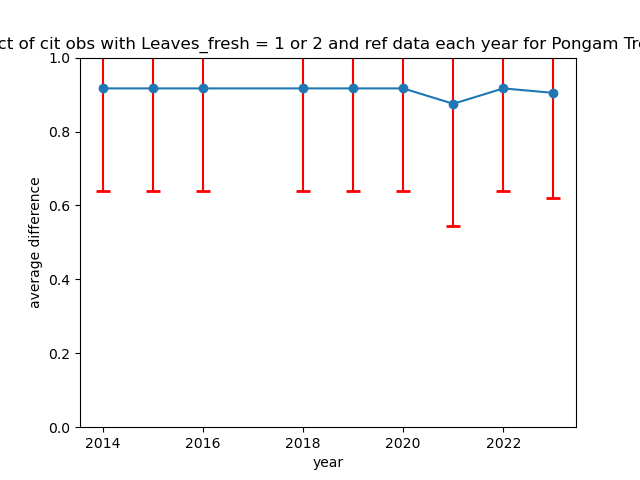 ct of cit obs with Leaves_fresh = 1 or 2 and ref data each year for Pongam Tr
1.0
0.8
0.6
0.4
0.2
0.0
average difference
2014 2016 2018 2020 2022
year